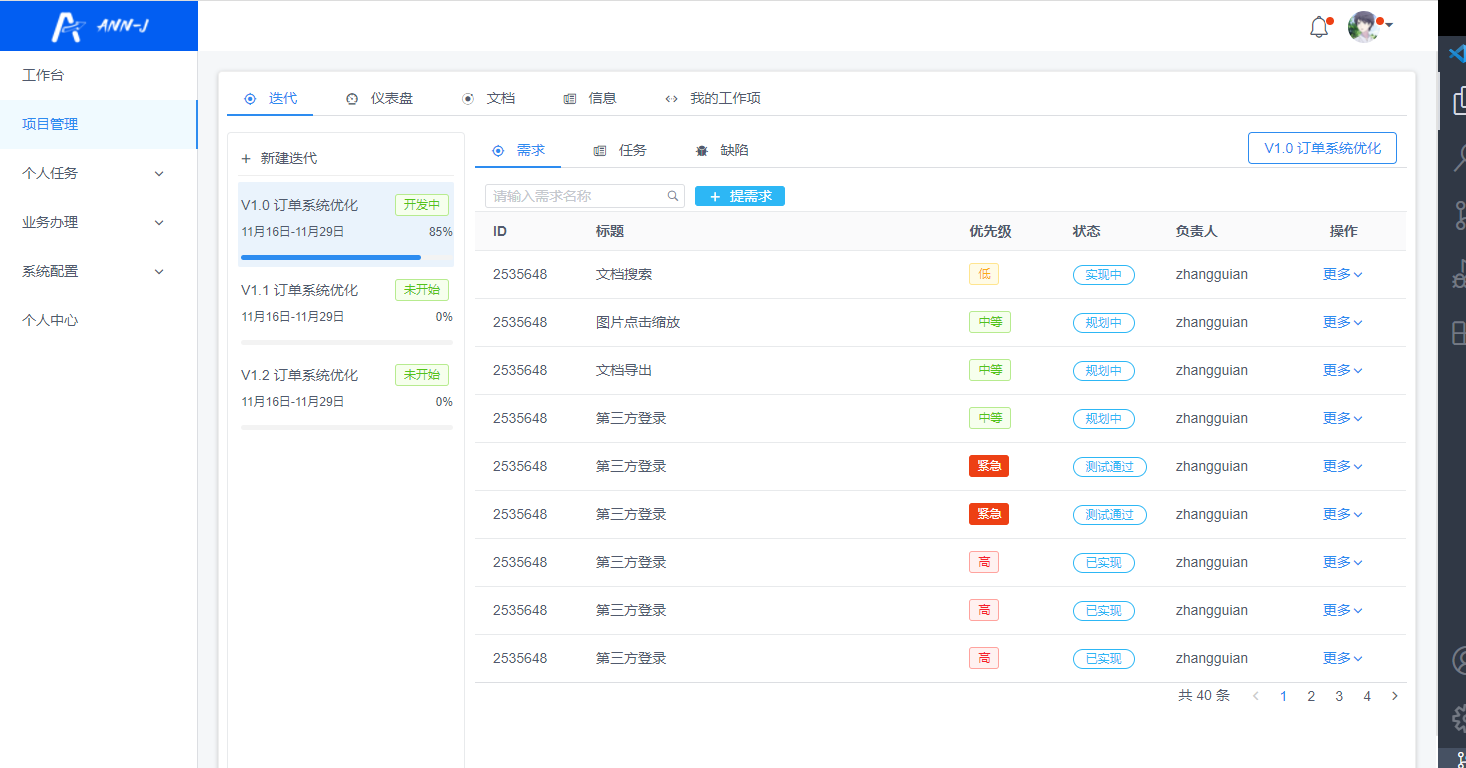 ANN-J
工作台
项目管理
个人任务
业务办理
系统配置
个人中心
迭代 仪表盘 文档 信息 我的工作项
+ 新建迭代
V1.0 订单系统优化 开发中
11月16日-11月29日 85%
V1.1 订单系统优化 未开始
11月16日-11月29日 0%
V1.2 订单系统优化 未开始
11月16日-11月29日 0%
需求 任务 缺陷 V1.0 订单系统优化
请输入需求名称 + 提需求
ID 标题 优先级 状态 负责人 操作
2535648 文档搜索 低 实现中 zhangguian 更多
2535648 图片点击缩放 中等 规划中 zhangguian 更多
2535648 文档导出 中等 规划中 zhangguian 更多
2535648 第三方登录 中等 规划中 zhangguian 更多
2535648 第三方登录 紧急 测试通过 zhangguian 更多
2535648 第三方登录 紧急 测试通过 zhangguian 更多
2535648 第三方登录 高 已实现 zhangguian 更多
2535648 第三方登录 高 已实现 zhangguian 更多
2535648 第三方登录 高 已实现 zhangguian 更多
共 40 条 < 1 2 3 4 >